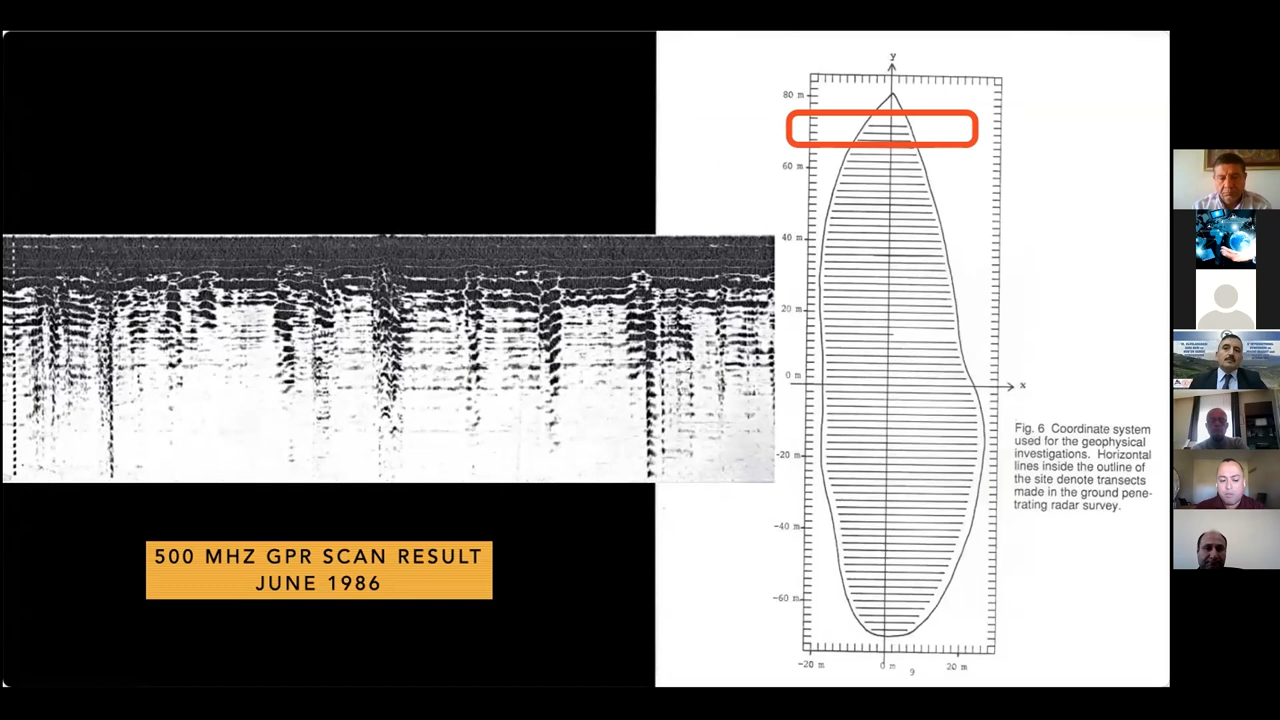 500 MHZ GPR SCAN RESULT
JUNE 1986
y
80 m
60 m
40 m
20 m
0 m
x
-20 m
-40 m
-60 m
-20 m
0 m
20 m
9
Fig. 6 Coordinate system
used for the geophysical
investigations. Horizontal
lines inside the outline of
the site denote transects
made in the ground pene-
trating radar survey.